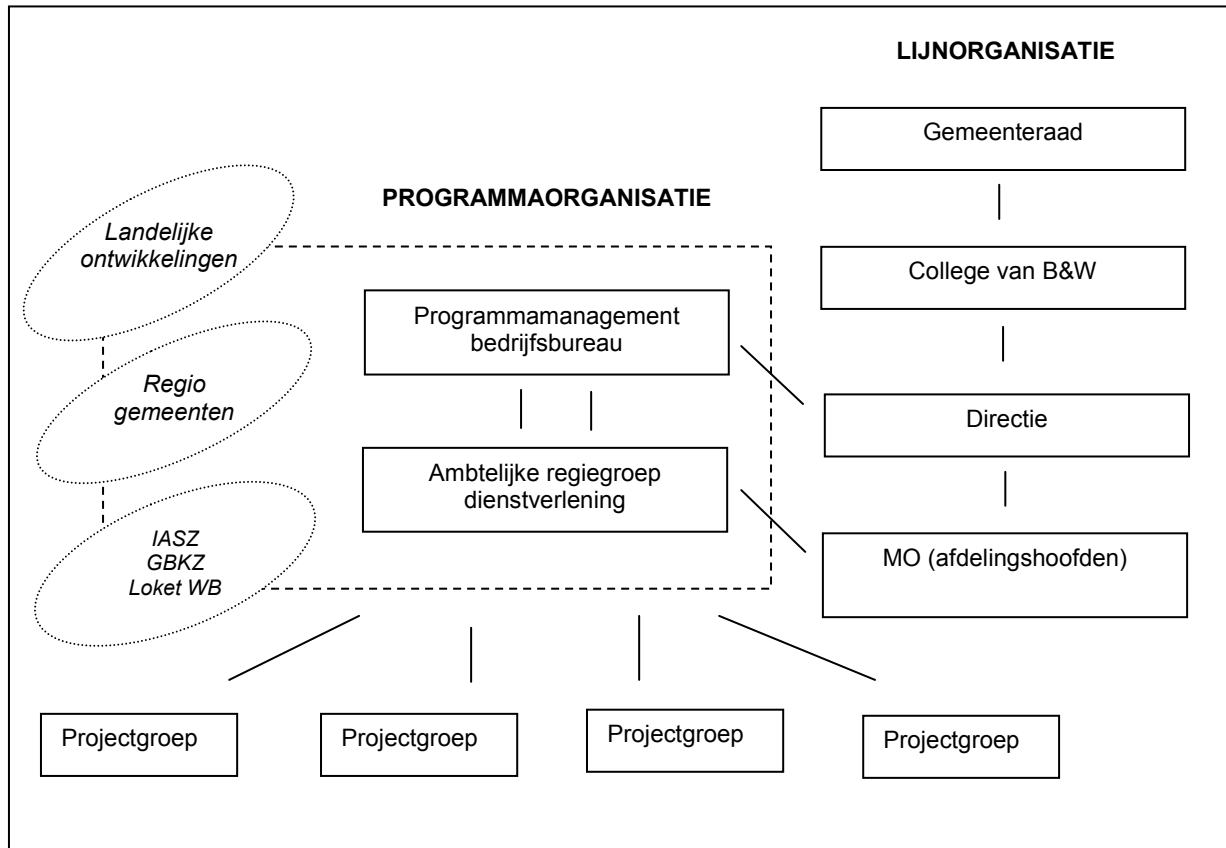 LIJNORGANISATIE
Gemeenteraad
PROGRAMMAORGANISATIE
Landelijke
ontwikkelingen
College van B&W
Programmamanagement
bedrijfsbureau
Regio
gemeenten
Directie
Ambtelijke regiegroep
dienstverlening
IASZ
GBKZ
Loket WB
MO (afdelingshoofden)
Projectgroep
Projectgroep
Projectgroep
Projectgroep